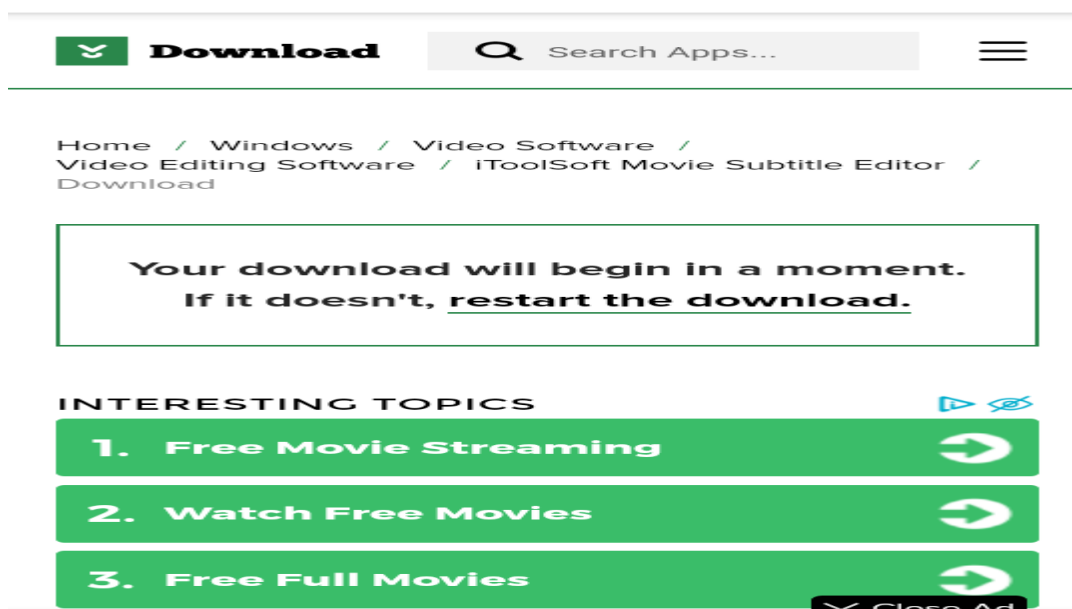 Download
Search Apps...
Home / Windows / Video Software /
Video Editing Software / iToolSoft Movie Subtitle Editor /
Download
Your download will begin in a moment.
If it doesn't, restart the download.
INTERESTING TOPICS
1. Free Movie Streaming
2. Watch Free Movies
3. Free Full Movies
Close Ad